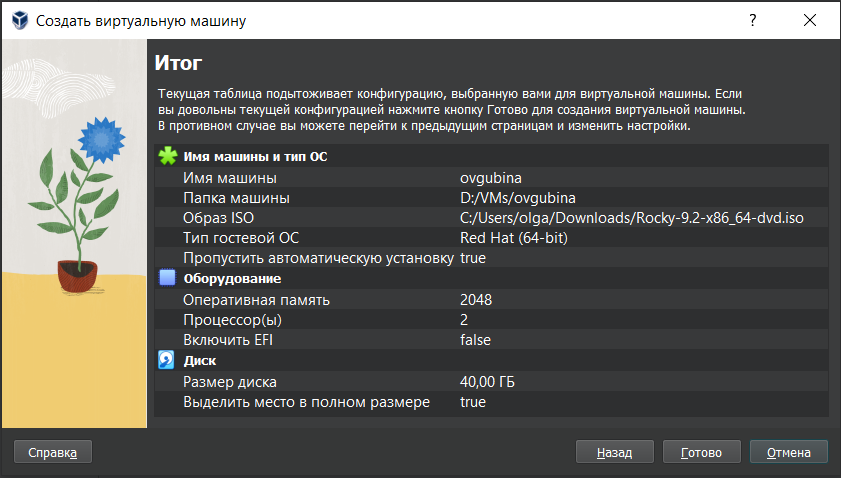 Создать виртуальную машину
?
Итог
Текущая таблица подытоживает конфигурацию, выбранную вами для виртуальной машины. Если
вы довольны текущей конфигурацией нажмите кнопку Готово для создания виртуальной машины.
В противном случае вы можете перейти к предыдущим страницам и изменить настройки.
Имя машины и тип ОС
Имя машины ovgubina
Папка машины D:/VMs/ovgubina
Образ ISO C:/Users/olga/Downloads/Rocky-9.2-x86_64-dvd.iso
Тип гостевой ОС Red Hat (64-bit)
Пропустить автоматическую установку true
Оборудование
Оперативная память 2048
Процессор(ы) 2
Включить EFI false
Диск
Размер диска 40,00 ГБ
Выделить место в полном размере true
Справка Назад Готово Отмена